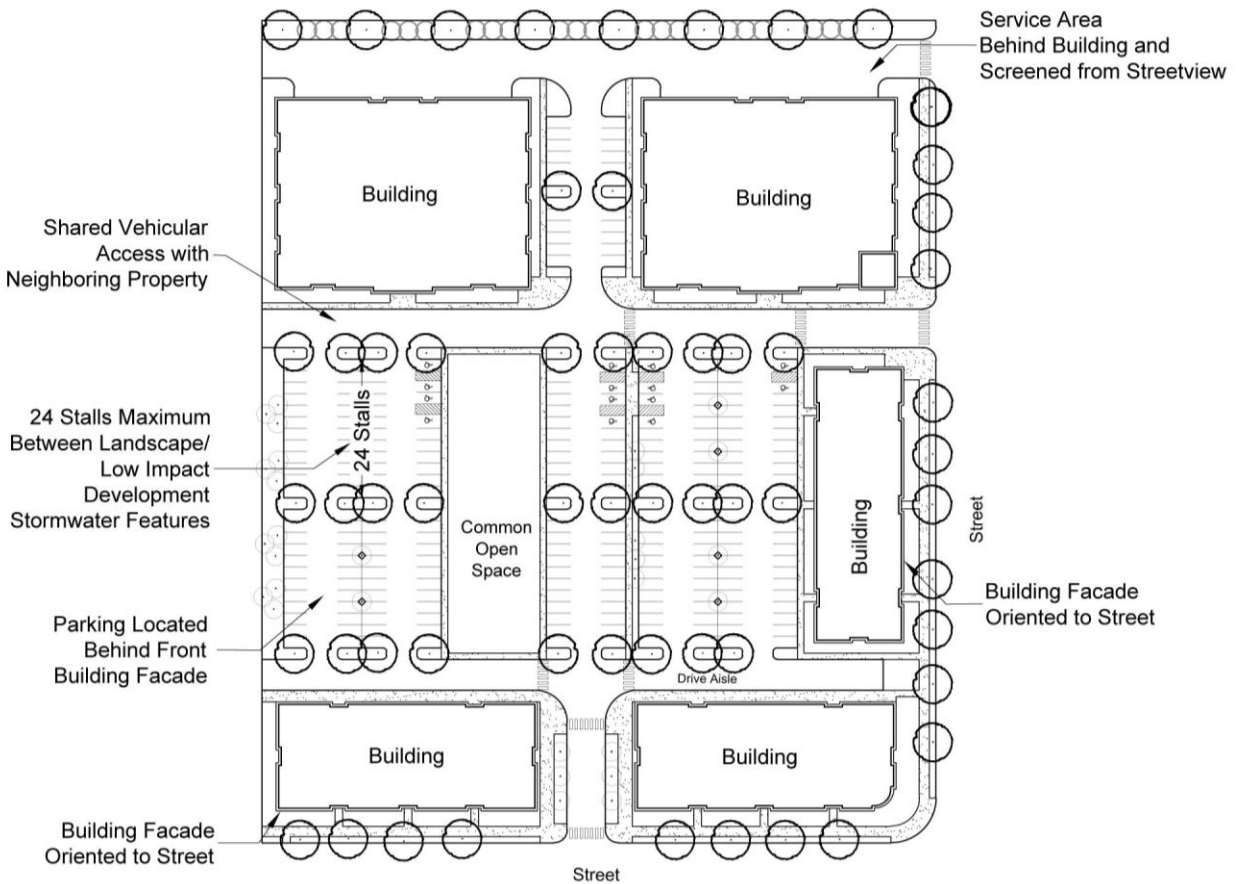 Service Area
Behind Building and
Screened from Streetview
Building
Building
Shared Vehicular
Access with
Neighboring Property
24 Stalls Maximum
Between Landscape/
Low Impact
Development
Stormwater Features
24 Stalls
Common
Open
Space
Building
Street
Building Facade
Oriented to Street
Parking Located
Behind Front
Building Facade
Drive Aisle
Building
Building
Building Facade
Oriented to Street
Street